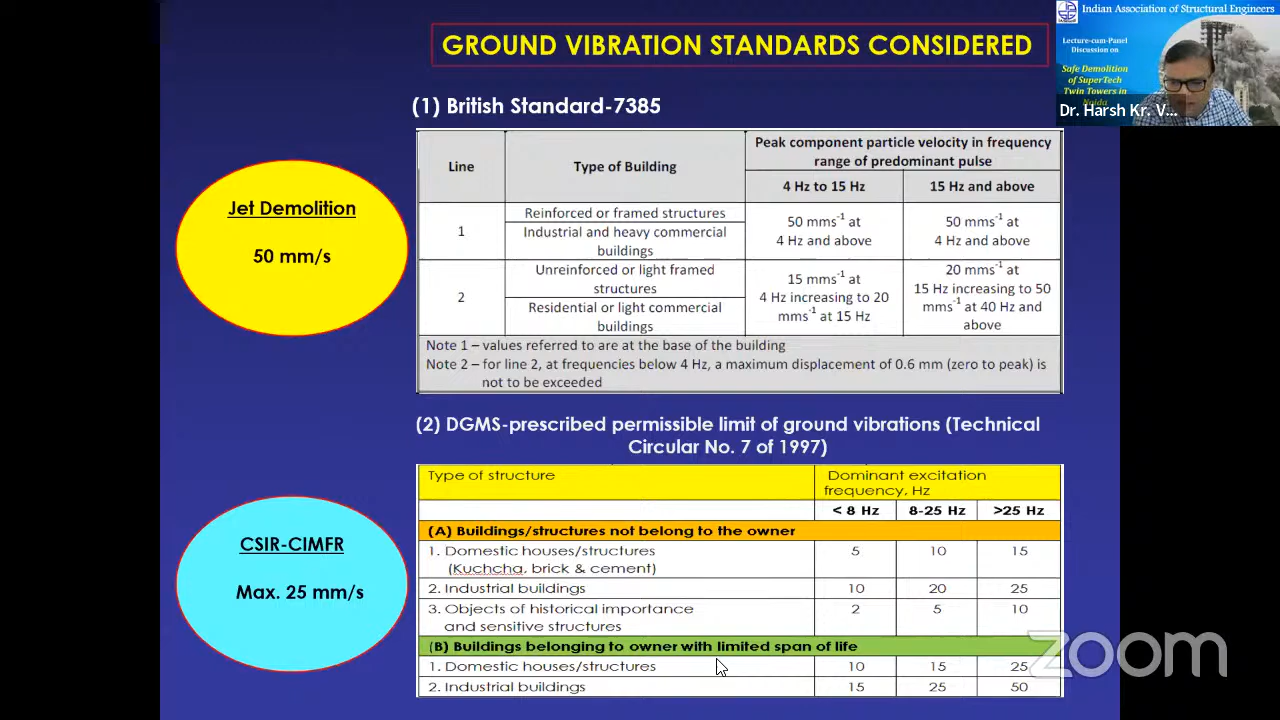 GROUND VIBRATION STANDARDS CONSIDERED
Indian Association of Structural Engineers
Lecture-cum-Panel
Discussion on
Safe Demolition
of SuperTech
Twin Towers in
Noida
Dr. Harsh Kr. V...
(1) British Standard-7385
Jet Demolition
50 mm/s
Line
Type of Building
Peak component particle velocity in frequency
range of predominant pulse
4 Hz to 15 Hz
15 Hz and above
1
Reinforced or framed structures
Industrial and heavy commercial
buildings
50 mms-1 at
4 Hz and above
50 mms-1 at
4 Hz and above
2
Unreinforced or light framed
structures
Residential or light commercial
buildings
15 mms-1 at
4 Hz increasing to 20
mms-1 at 15 Hz
20 mms-1 at
15 Hz increasing to 50
mms-1 at 40 Hz and
above
Note 1 – values referred to are at the base of the building
Note 2 – for line 2, at frequencies below 4 Hz, a maximum displacement of 0.6 mm (zero to peak) is
not to be exceeded
(2) DGMS-prescribed permissible limit of ground vibrations (Technical
Circular No. 7 of 1997)
CSIR-CIMFR
Max. 25 mm/s
Type of structure
Dominant excitation
frequency, Hz
< 8 Hz 8-25 Hz >25 Hz
(A) Buildings/structures not belong to the owner
1. Domestic houses/structures
(Kuchcha, brick & cement)
5 10 15
2. Industrial buildings 10 20 25
3. Objects of historical importance
and sensitive structures
2 5 10
(B) Buildings belonging to owner with limited span of life
1. Domestic houses/structures 10 15 25
2. Industrial buildings 15 25 50
zoom